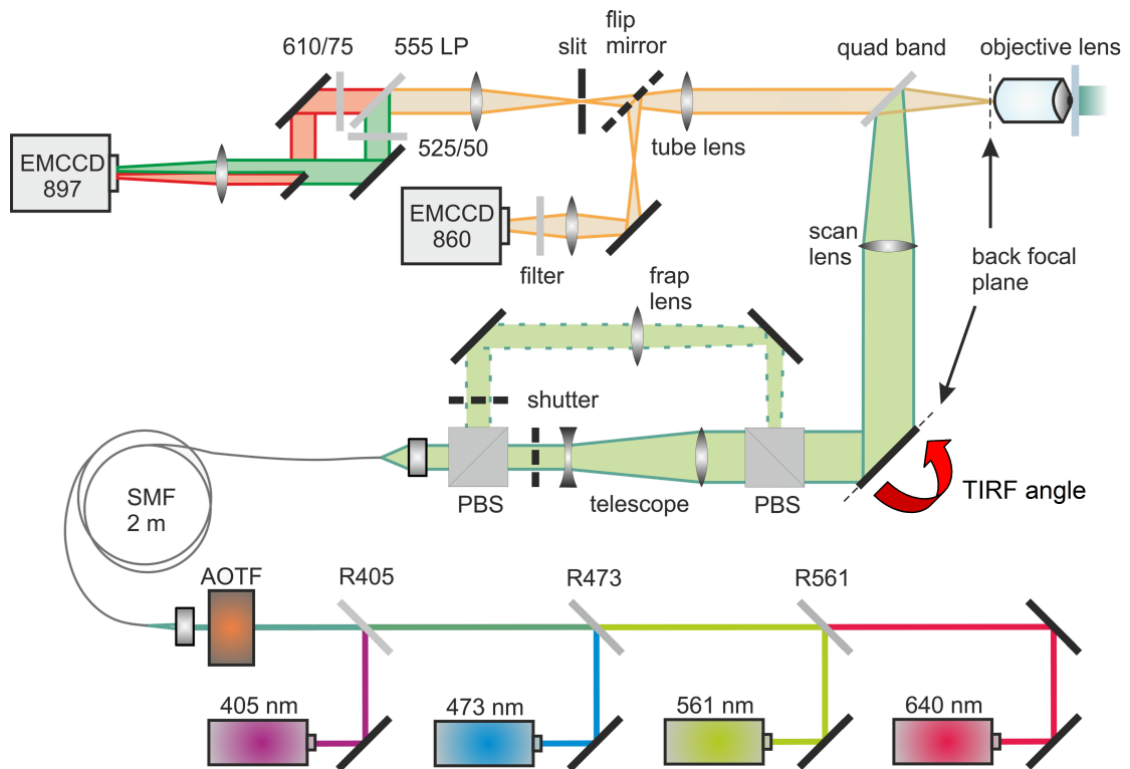 flip
mirror
610/75
555 LP
slit
quad band
objective lens
525/50
tube lens
EMCCD
897
EMCCD
860
filter
scan
lens
back focal
plane
frap
lens
shutter
SMF
2 m
PBS
telescope
PBS
TIRF angle
AOTF
R405
R473
R561
405 nm
473 nm
561 nm
640 nm